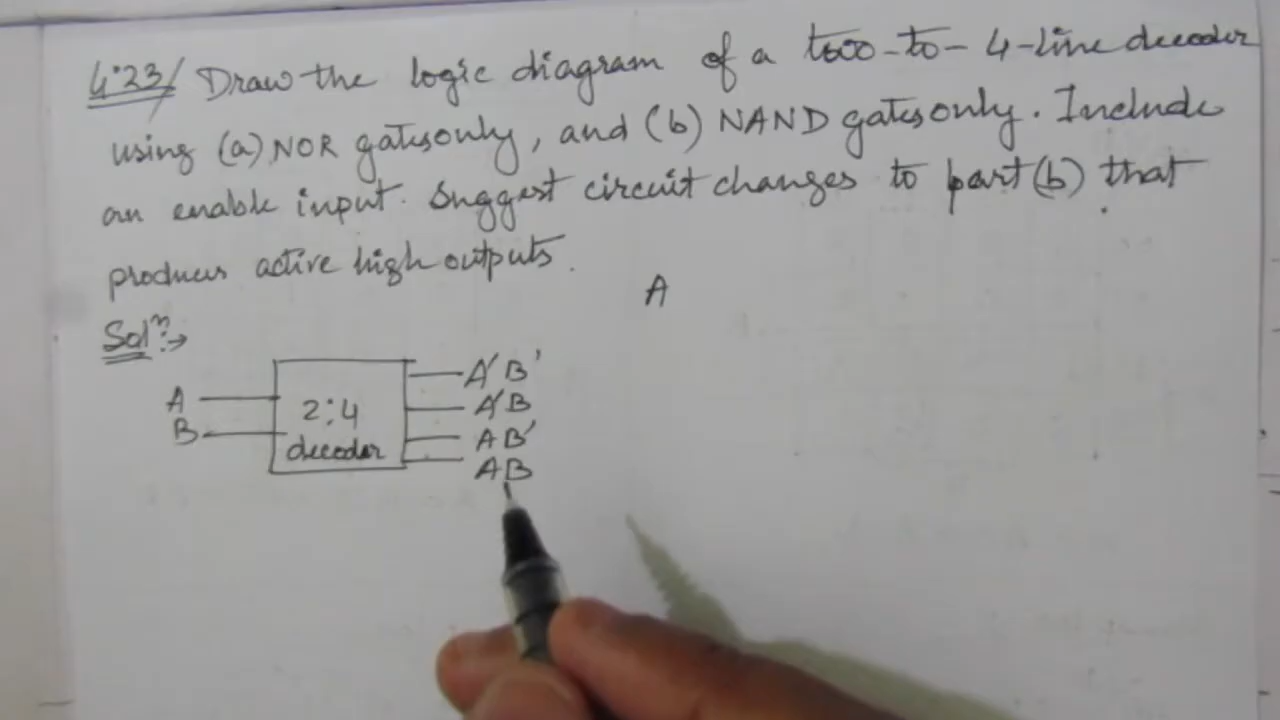 4.23/ Draw the logic diagram of a two-to-4-line decoder
using (a) NOR gates only, and (b) NAND gates only. Include
an enable input. Suggest circuit changes to part (b) that
produces active high outputs.
A
Solⁿ:→
A
B
2:4
decoder
A'B'
A'B
AB'
AB